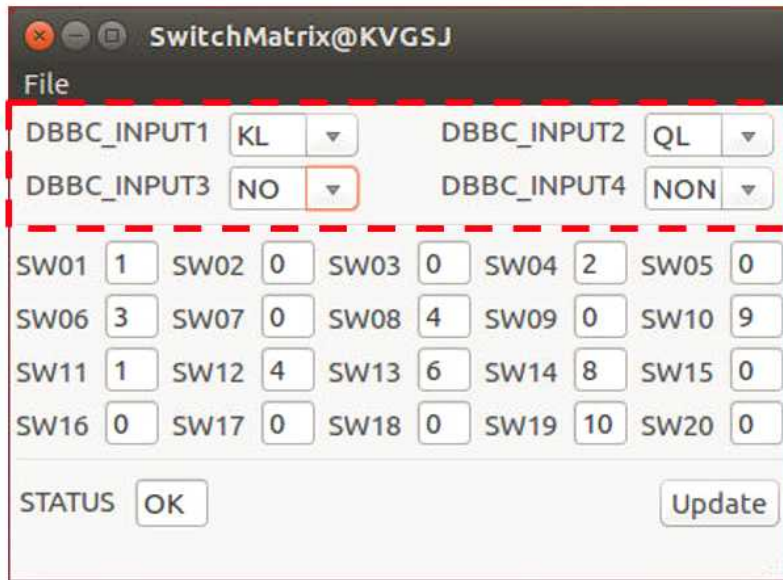 SwitchMatrix@KVGSJ
File
DBBC_INPUT1 KL DBBC_INPUT2 QL
DBBC_INPUT3 NO DBBC_INPUT4 NON
SW01 1 SW02 0 SW03 0 SW04 2 SW05 0
SW06 3 SW07 0 SW08 4 SW09 0 SW10 9
SW11 1 SW12 4 SW13 6 SW14 8 SW15 0
SW16 0 SW17 0 SW18 0 SW19 10 SW20 0
STATUS OK Update